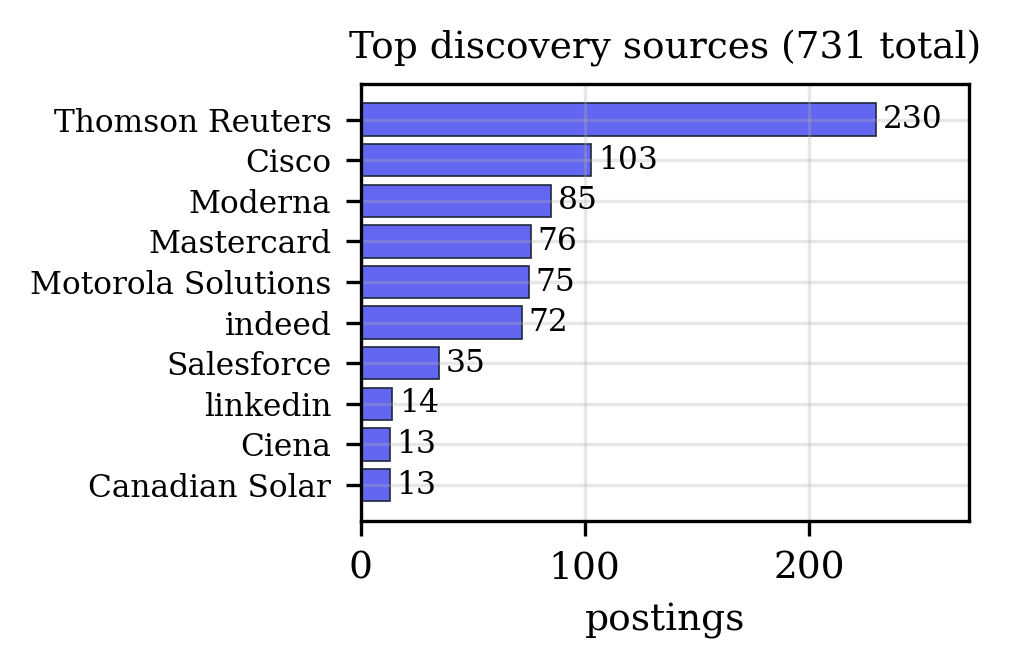 Top discovery sources (731 total)
Thomson Reuters 230
Cisco 103
Moderna 85
Mastercard 76
Motorola Solutions 75
indeed 72
Salesforce 35
linkedin 14
Ciena 13
Canadian Solar 13
0 100 200
postings